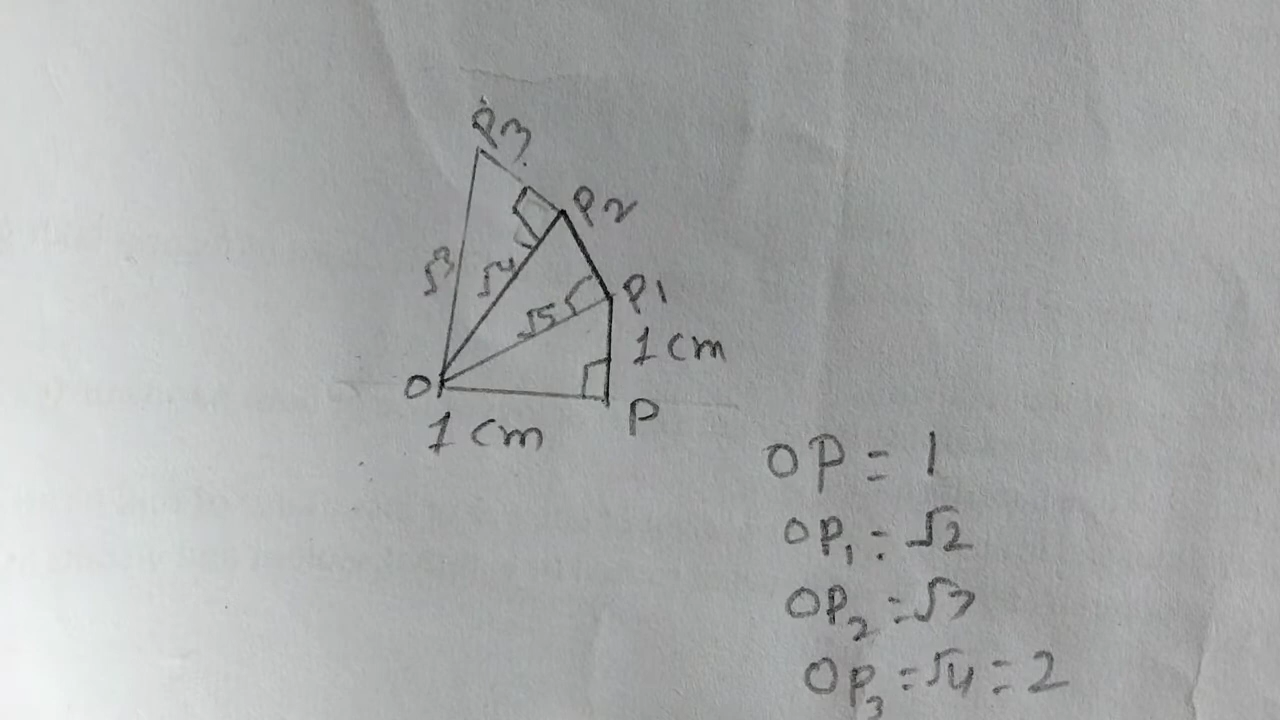 P3
P2
√3
√4
√5
P1
1 cm
O
P
1 cm
OP = 1
OP1 = √2
OP2 = √3
OP3 = √4 = 2